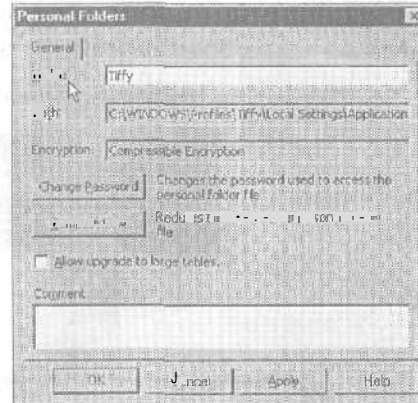 Personal Folders
General
Tiffy
C:\WINDOWS\Profiles\Tiffy\Local Settings\Application
Encryption: Compressible Encryption
Change Password Changes the password used to access the
personal folder file
file
Allow upgrade to large tables.
Comment
OK Apply Help